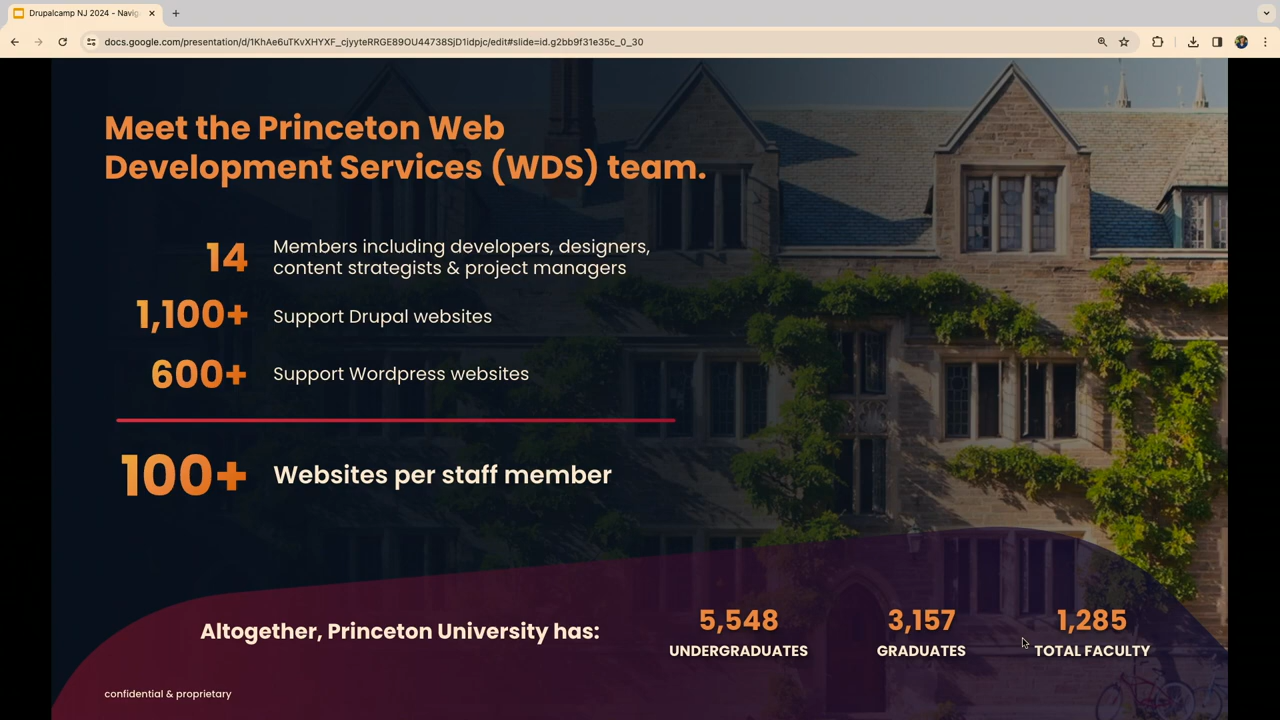 Drupalcamp NJ 2024 - Navig
docs.google.com/presentation/d/1KhAe6uTKvXHYXF_cjyyteRRGE89OU44738SjD1idpjc/edit#slide=id.g2bb9f31e35c_0_30
Meet the Princeton Web
Development Services (WDS) team.
14 Members including developers, designers,
content strategists & project managers
1,100+ Support Drupal websites
600+ Support Wordpress websites
100+ Websites per staff member
Altogether, Princeton University has:
5,548 3,157 1,285
UNDERGRADUATES GRADUATES TOTAL FACULTY
confidential & proprietary